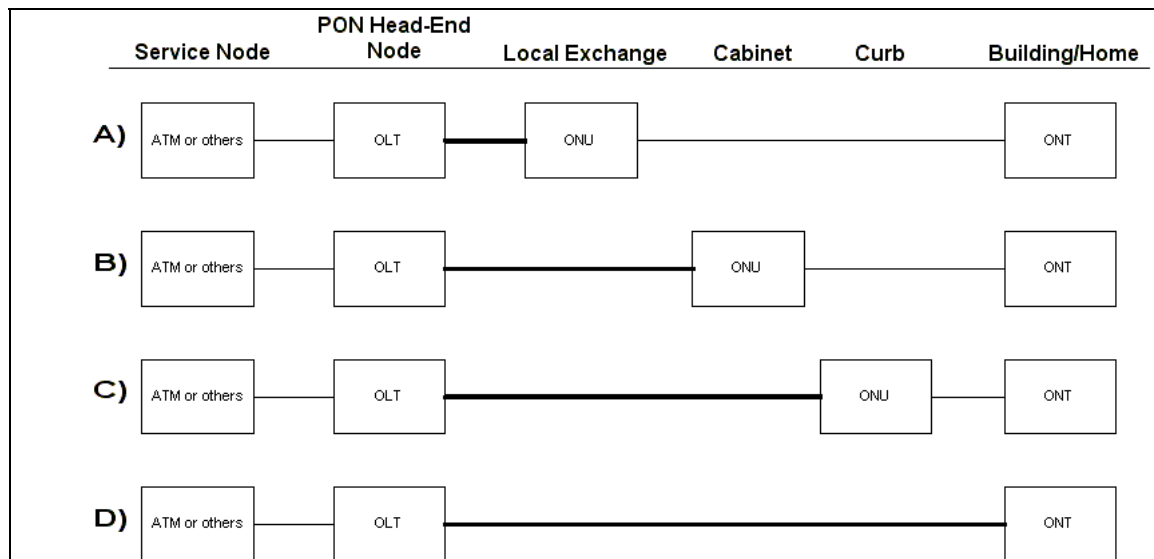 PON Head-End
Service Node Node Local Exchange Cabinet Curb Building/Home
A) ATM or others OLT ONU ONT
B) ATM or others OLT ONU ONT
C) ATM or others OLT ONU ONT
D) ATM or others OLT ONT